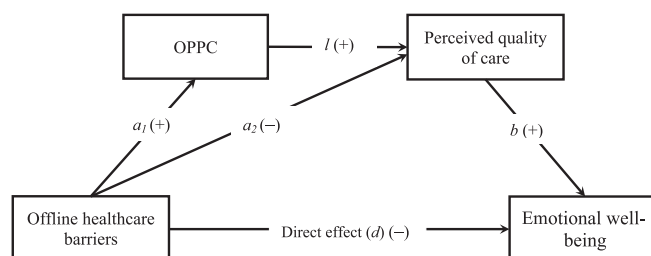 OPPC
l (+)
Perceived quality
of care
a1 (+)
a2 (−)
b (+)
Offline healthcare
barriers
Direct effect (d) (−)
Emotional well-
being